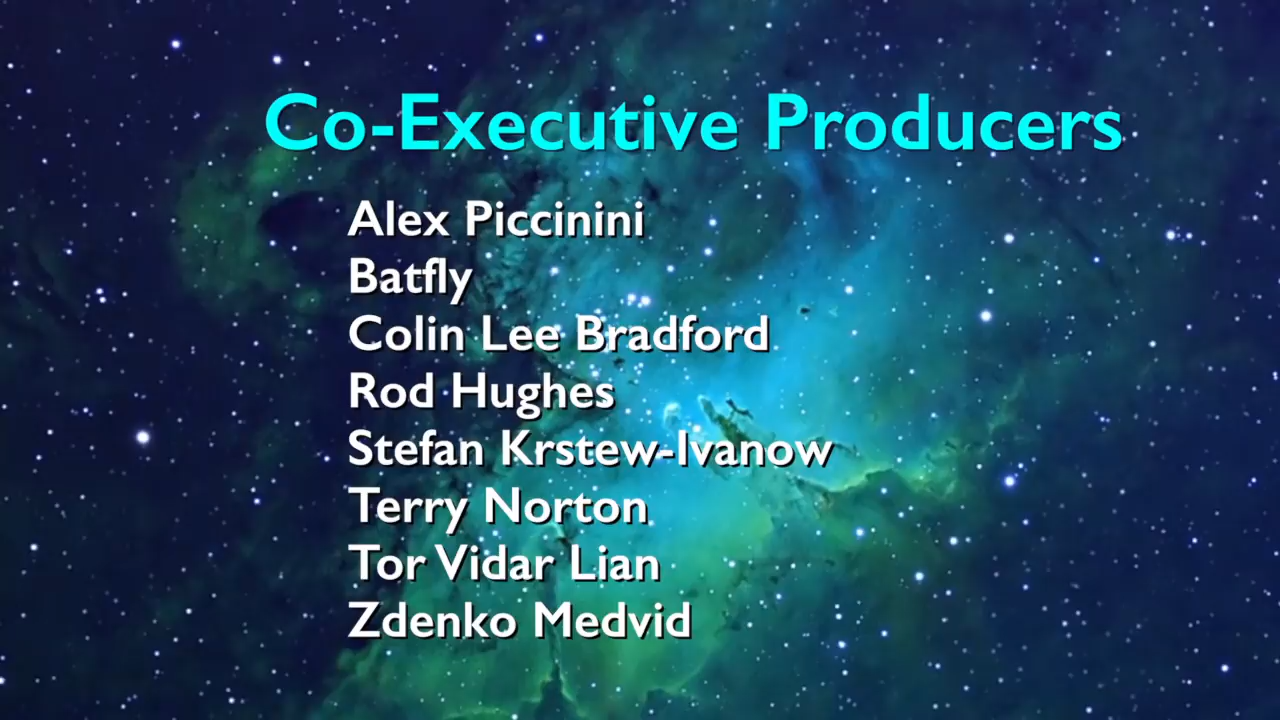 Co-Executive Producers
Alex Piccinini
Batfly
Colin Lee Bradford
Rod Hughes
Stefan Krstew-Ivanow
Terry Norton
Tor Vidar Lian
Zdenko Medvid